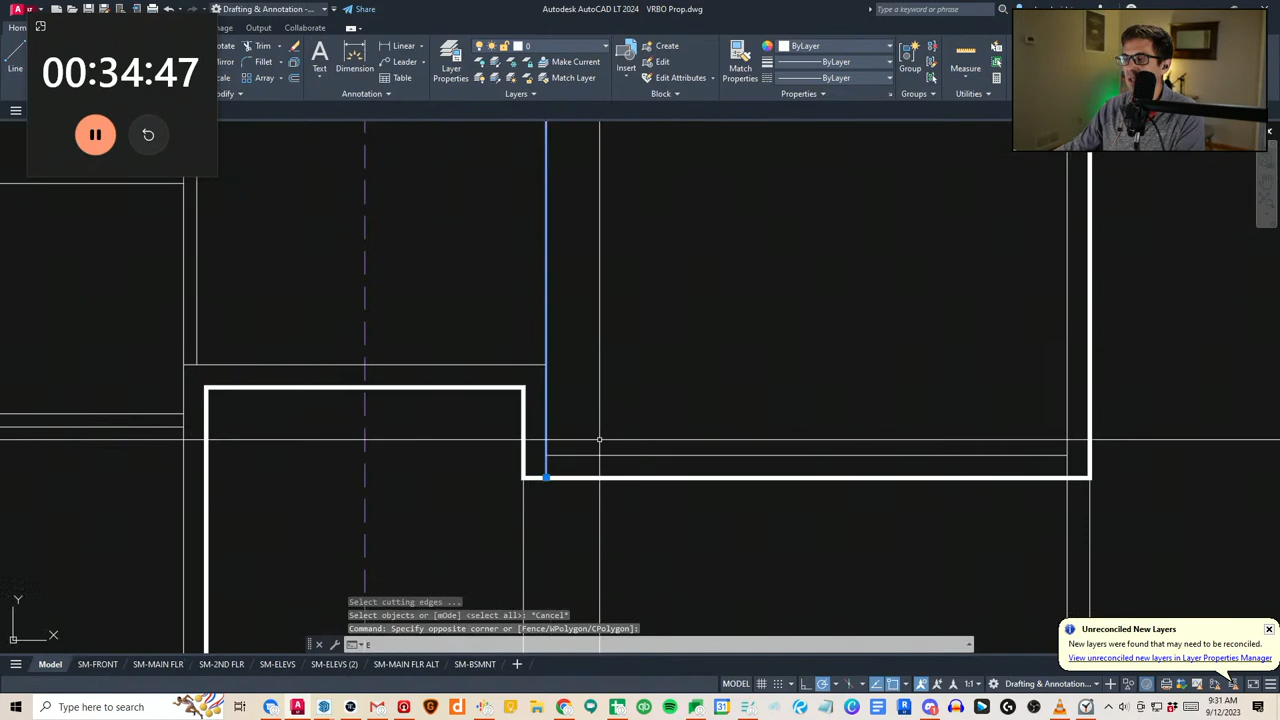 Drafting & Annotation
Share
Autodesk AutoCAD LT 2024 VRBO Prop.dwg
Type a keyword or phrase
Output
Collaborate
00:34:47
Line
Trim
Fillet
Array
Text
Dimension
Linear
Leader
Table
Annotation
Layer
Properties
0
Make Current
Match Layer
Layers
Insert
Create
Edit
Edit Attributes
Block
Match
Properties
ByLayer
ByLayer
ByLayer
Properties
Group
Groups
Measure
Utilities
Y
X
Select cutting edges ...
Select objects or [mOde] <select all>: *Cancel*
Command: Specify opposite corner or [Fence/WPolygon/CPolygon]:
E
Unreconciled New Layers
New layers were found that may need to be reconciled.
View unreconciled new layers in Layer Properties Manager
Model
SM-FRONT
SM-MAIN FLR
SM-2ND FLR
SM-ELEVS
SM-ELEVS (2)
SM-MAIN FLR ALT
SM-BSMNT
MODEL
1:1
Drafting & Annotation
Type here to search
9:31 AM
9/12/2023